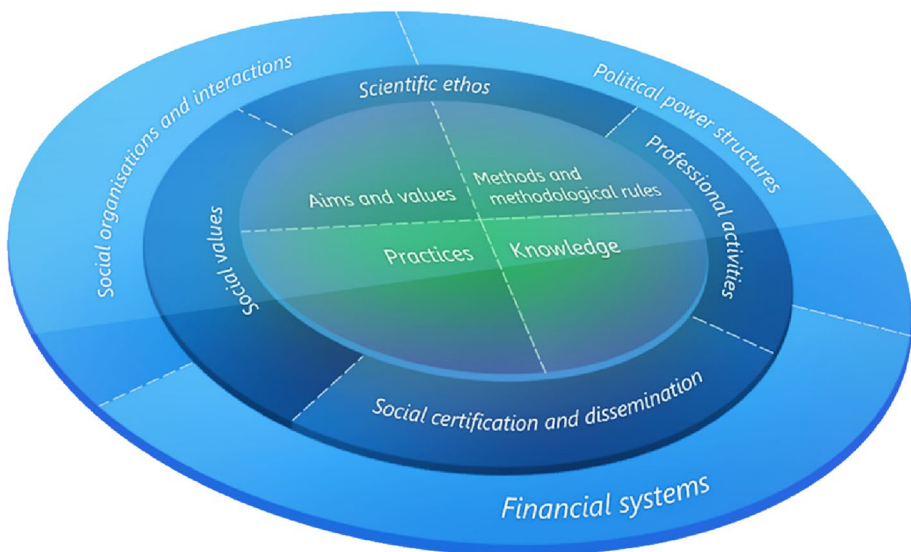 Social organisations and interactions
Political power structures
Scientific ethos
Social values
Professional activities
Aims and values
Methods and
methodological rules
Practices
Knowledge
Social certification and dissemination
Financial systems